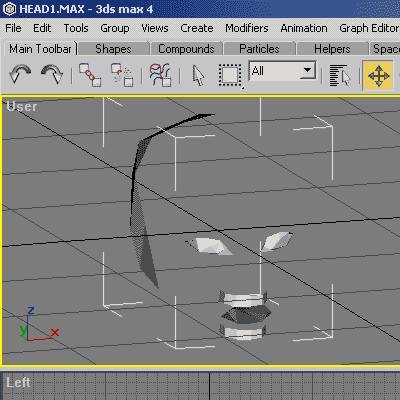 HEAD1.MAX - 3ds max 4
File Edit Tools Group Views Create Modifiers Animation Graph Editor
Main Toolbar Shapes Compounds Particles Helpers Space
All
User
z
y x
Left